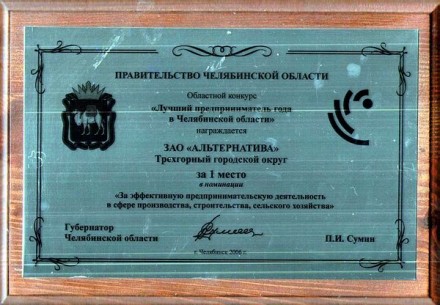 ПРАВИТЕЛЬСТВО ЧЕЛЯБИНСКОЙ ОБЛАСТИ
Областной конкурс
«Лучший предприниматель года
в Челябинской области»
награждается
ЗАО «АЛЬТЕРНАТИВА»
Трёхгорный городской округ
за I место
в номинации
«За эффективную предпринимательскую деятельность
в сфере производства, строительства, сельского хозяйства»
Губернатор
Челябинской области
П.И. Сумин
г. Челябинск 2006 г.